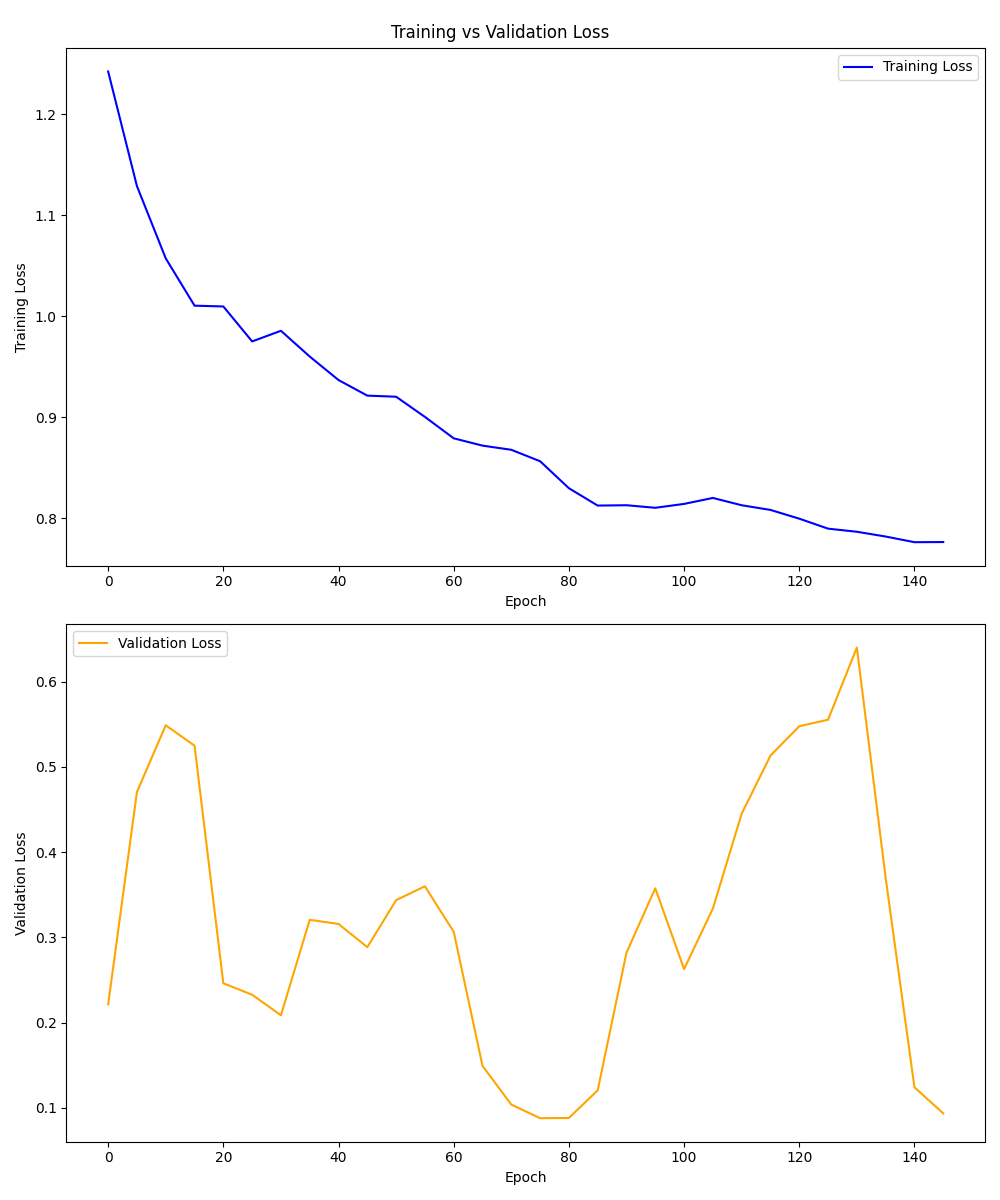 Training vs Validation Loss
Training Loss
1.2
1.1
1.0
0.9
0.8
Training Loss
0 20 40 60 80 100 120 140
Epoch
Validation Loss
0.6
0.5
0.4
0.3
0.2
0.1
Validation Loss
0 20 40 60 80 100 120 140
Epoch